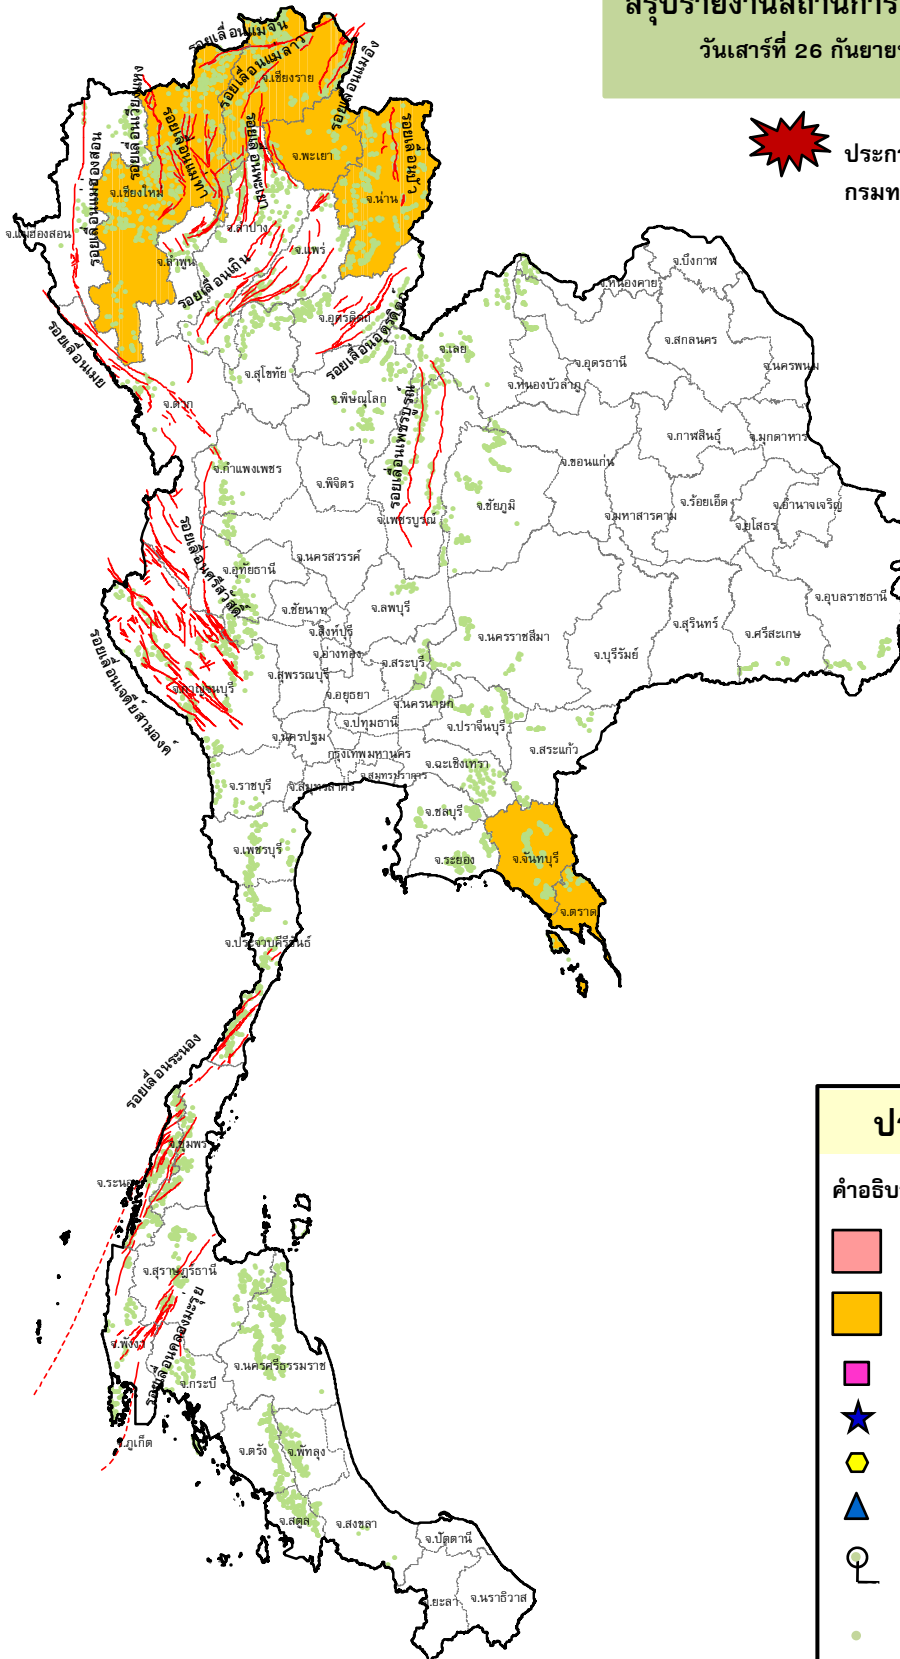 สรุปรายงานสถานการ
วันเสาร์ที่ 26 กันยาย
ประก
กรมท
รอยเลื่อนแม่จัน
รอยเลื่อนแม่ลาว
จ.เชียงราย
รอยเลื่อนแม่อิง
รอยเลื่อนเวียงแหง
รอยเลื่อนแม่ทา
รอยเลื่อนพะเยา
จ.พะเยา
รอยเลื่อนปัว
จ.น่าน
รอยเลื่อนแม่ฮ่องสอน
จ.เชียงใหม่
จ.แม่ฮ่องสอน
จ.ลำปาง
จ.แพร่
จ.ลำพูน
รอยเลื่อนเถิน
จ.อุตรดิตถ์
รอยเลื่อนอุตรดิตถ์
รอยเลื่อนเมย
จ.สุโขทัย
จ.ตาก
จ.พิษณุโลก
จ.เลย
จ.บึงกาฬ
จ.หนองคาย
จ.สกลนคร
จ.อุดรธานี
จ.นครพนม
จ.หนองบัวลำภู
รอยเลื่อนเพชรบูรณ์
จ.กำแพงเพชร
จ.พิจิตร
จ.เพชรบูรณ์
จ.ขอนแก่น
จ.กาฬสินธุ์
จ.มุกดาหาร
จ.ชัยภูมิ
จ.มหาสารคาม
จ.ร้อยเอ็ด
จ.ยโสธร
จ.อำนาจเจริญ
รอยเลื่อนศรีสวัสดิ์
จ.นครสวรรค์
จ.อุทัยธานี
จ.ชัยนาท
จ.ลพบุรี
จ.สิงห์บุรี
จ.อ่างทอง
จ.นครราชสีมา
จ.บุรีรัมย์
จ.สุรินทร์
จ.ศรีสะเกษ
จ.อุบลราชธานี
รอยเลื่อนเจดีย์สามองค์
จ.กาญจนบุรี
จ.สุพรรณบุรี
จ.สระบุรี
จ.อยุธยา
จ.นครนายก
จ.ปทุมธานี
จ.ปราจีนบุรี
จ.นครปฐม
กรุงเทพมหานคร
จ.ฉะเชิงเทรา
จ.สระแก้ว
จ.สมุทรปราการ
จ.สมุทรสาคร
จ.ราชบุรี
จ.ชลบุรี
จ.เพชรบุรี
จ.ระยอง
จ.จันทบุรี
จ.ตราด
จ.ประจวบคีรีขันธ์
รอยเลื่อนระนอง
จ.ชุมพร
จ.ระนอง
จ.สุราษฎร์ธานี
รอยเลื่อนคลองมะรุ่ย
จ.พังงา
จ.กระบี่
จ.นครศรีธรรมราช
จ.ภูเก็ต
จ.ตรัง
จ.พัทลุง
จ.สตูล
จ.สงขลา
จ.ปัตตานี
จ.ยะลา
จ.นราธิวาส
ปร
คำอธิบ